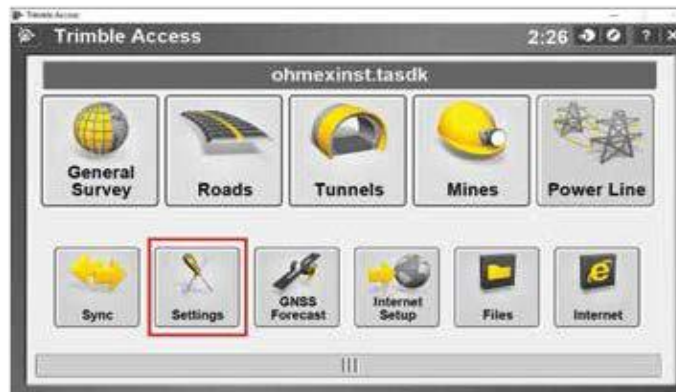 Trimble Access
Trimble Access 2:26 ? X
ohmexinst.tasdk
General
Survey
Roads
Tunnels
Mines
Power Line
Sync
Settings
GNSS
Forecast
Internet
Setup
Files
Internet